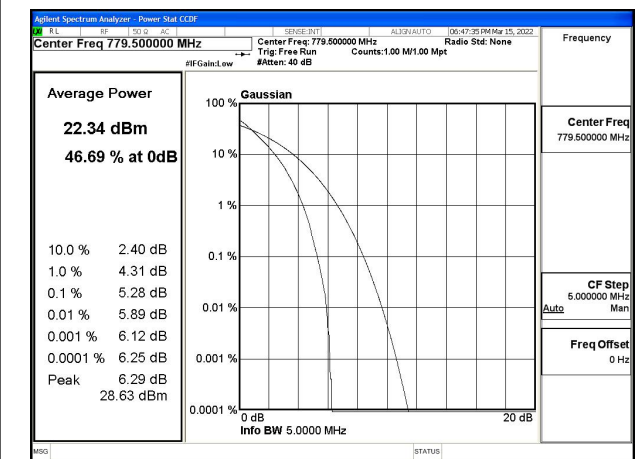 Agilent Spectrum Analyzer - Power Stat CCDF
LXI RL RF 50 Ω AC SENSE:INT ALIGN AUTO 06:47:35 PM Mar 15, 2022
Center Freq 779.500000 MHz
Center Freq: 779.500000 MHz Radio Std: None
Trig: Free Run Counts:1.00 M/1.00 Mpt
#IFGain:Low #Atten: 40 dB
Frequency
Average Power
22.34 dBm
46.69 % at 0dB
10.0 % 2.40 dB
1.0 % 4.31 dB
0.1 % 5.28 dB
0.01 % 5.89 dB
0.001 % 6.12 dB
0.0001 % 6.25 dB
Peak 6.29 dB
28.63 dBm
Gaussian
100 %
10 %
1 %
0.1 %
0.01 %
0.001 %
0.0001 %
0 dB 20 dB
Info BW 5.0000 MHz
Center Freq
779.500000 MHz
CF Step
5.000000 MHz
Auto Man
Freq Offset
0 Hz
MSG STATUS